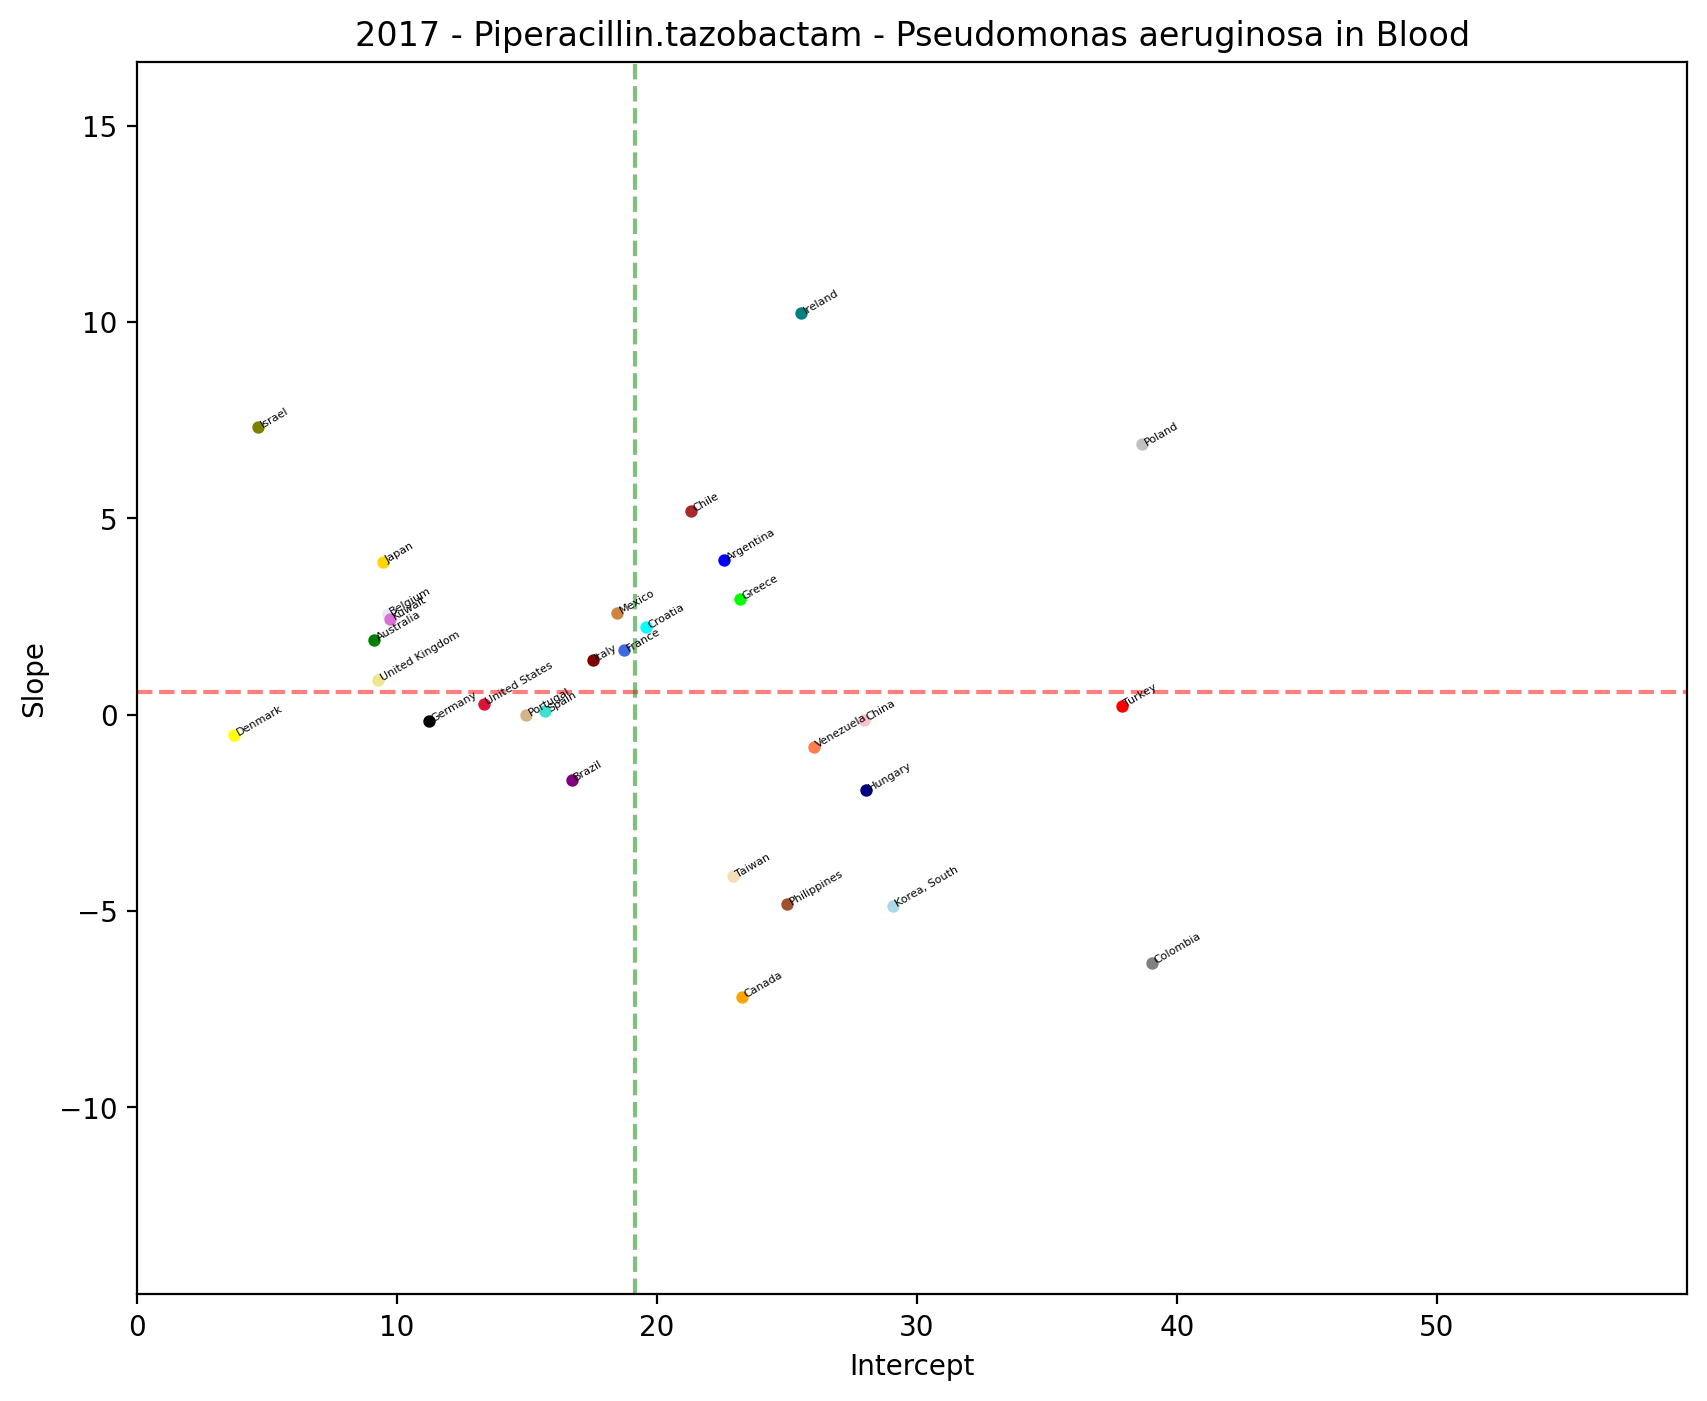 2017 - Piperacillin.tazobactam - Pseudomonas aeruginosa in Blood
15
10
5
0
−5
−10
Slope
Ireland
Israel
Poland
Chile
Japan
Argentina
Greece
Belgium
Kuwait
Mexico
Croatia
Australia
France
Italy
United Kingdom
United States
Turkey
Spain
Portugal
China
Germany
Denmark
Venezuela
Brazil
Hungary
Taiwan
Philippines
Korea, South
Colombia
Canada
0
10
20
30
40
50
Intercept